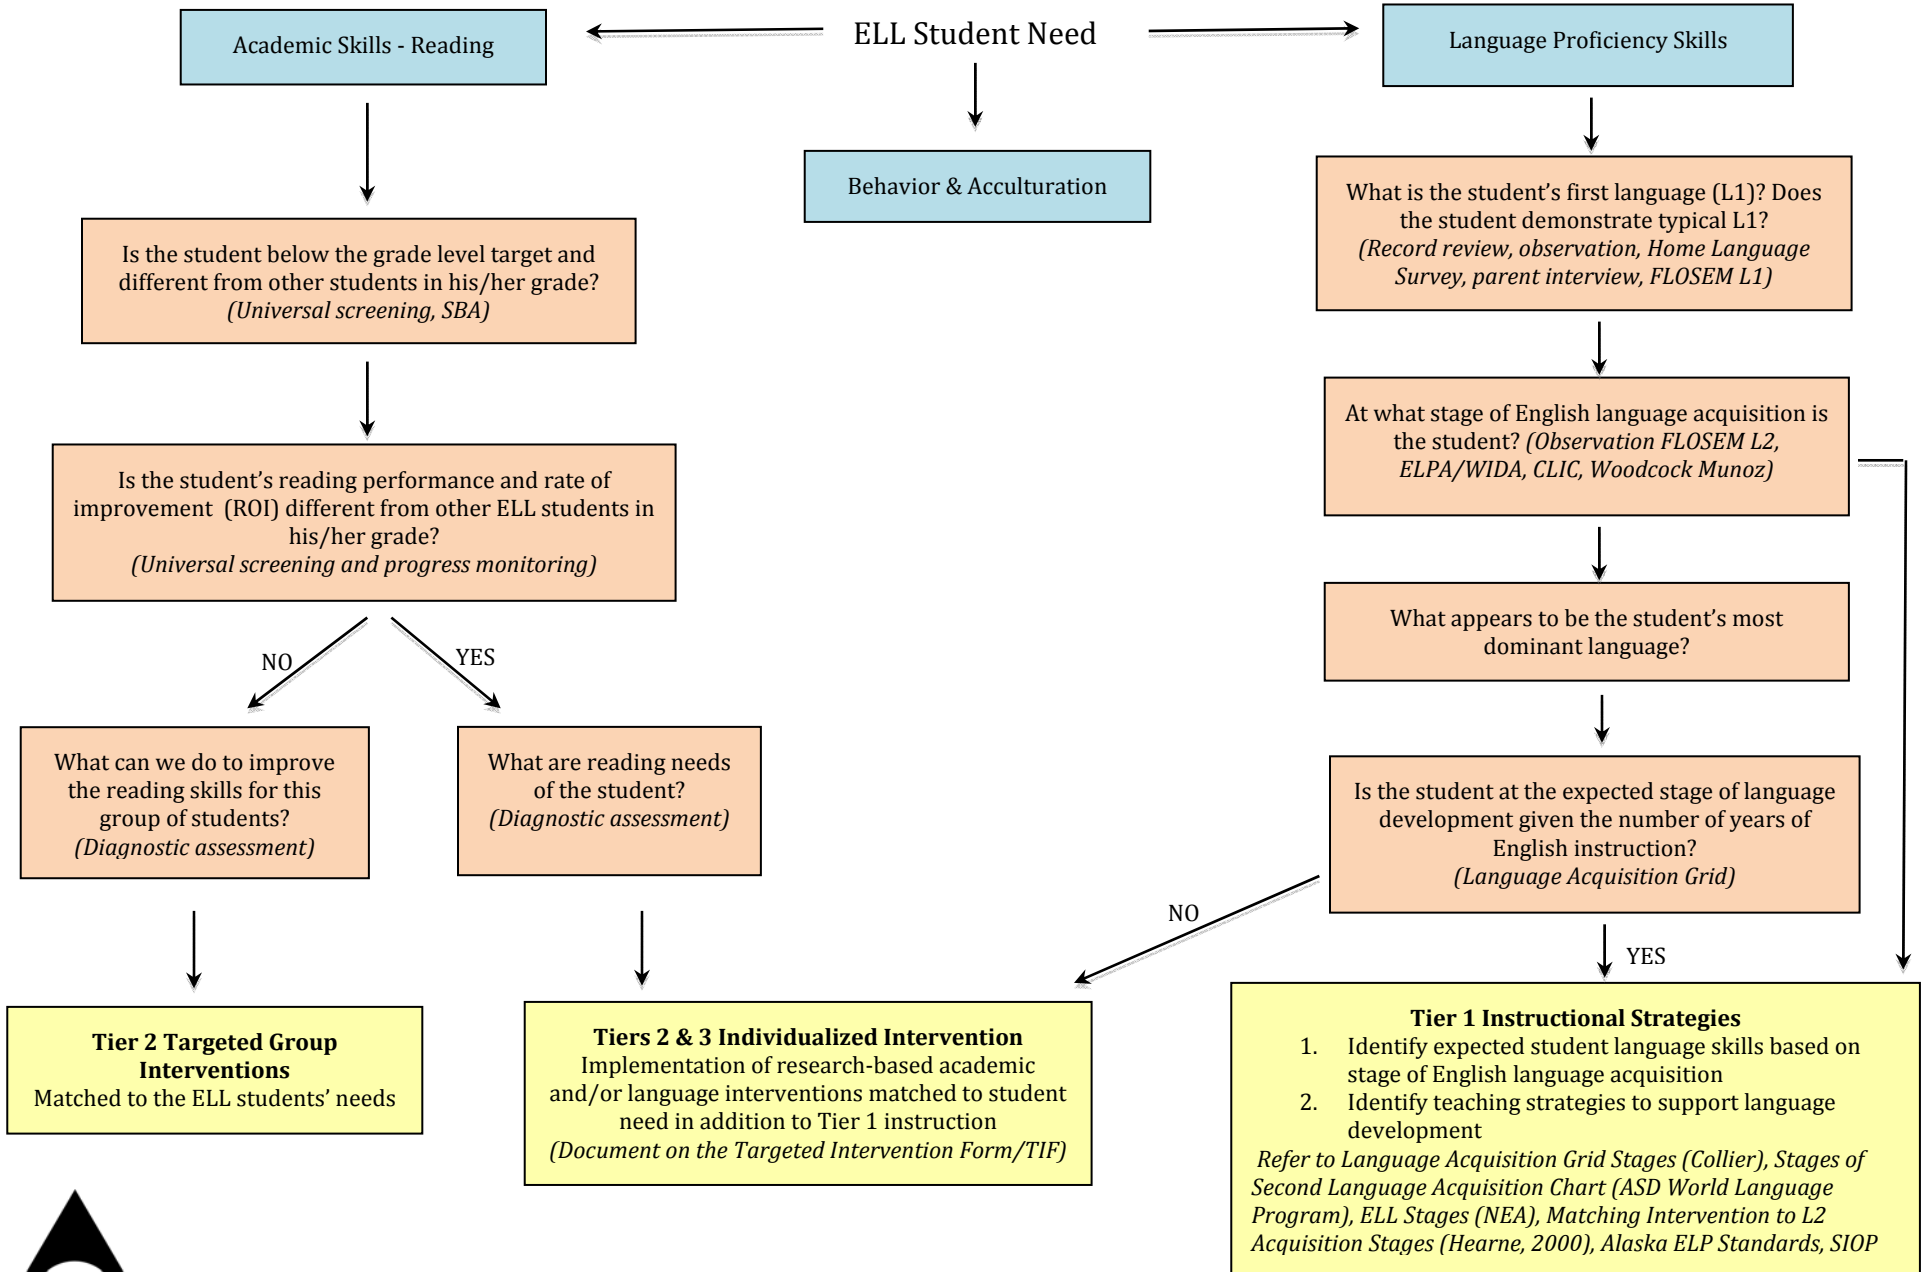 ELL Student Need
Academic Skills - Reading
Language Proficiency Skills
Behavior & Acculturation
Is the student below the grade level target and
different from other students in his/her grade?
(Universal screening, SBA)
Is the student's reading performance and rate of
improvement (ROI) different from other ELL students in
his/her grade?
(Universal screening and progress monitoring)
NO
YES
What can we do to improve
the reading skills for this
group of students?
(Diagnostic assessment)
What are reading needs
of the student?
(Diagnostic assessment)
Tier 2 Targeted Group
Interventions
Matched to the ELL students' needs
Tiers 2 & 3 Individualized Intervention
Implementation of research-based academic
and/or language interventions matched to student
need in addition to Tier 1 instruction
(Document on the Targeted Intervention Form/TIF)
What is the student's first language (L1)? Does
the student demonstrate typical L1?
(Record review, observation, Home Language
Survey, parent interview, FLOSEM L1)
At what stage of English language acquisition is
the student? (Observation FLOSEM L2,
ELPA/WIDA, CLIC, Woodcock Munoz)
What appears to be the student's most
dominant language?
Is the student at the expected stage of language
development given the number of years of
English instruction?
(Language Acquisition Grid)
NO
YES
Tier 1 Instructional Strategies
1. Identify expected student language skills based on
stage of English language acquisition
2. Identify teaching strategies to support language
development
Refer to Language Acquisition Grid Stages (Collier), Stages of
Second Language Acquisition Chart (ASD World Language
Program), ELL Stages (NEA), Matching Intervention to L2
Acquisition Stages (Hearne, 2000), Alaska ELP Standards, SIOP